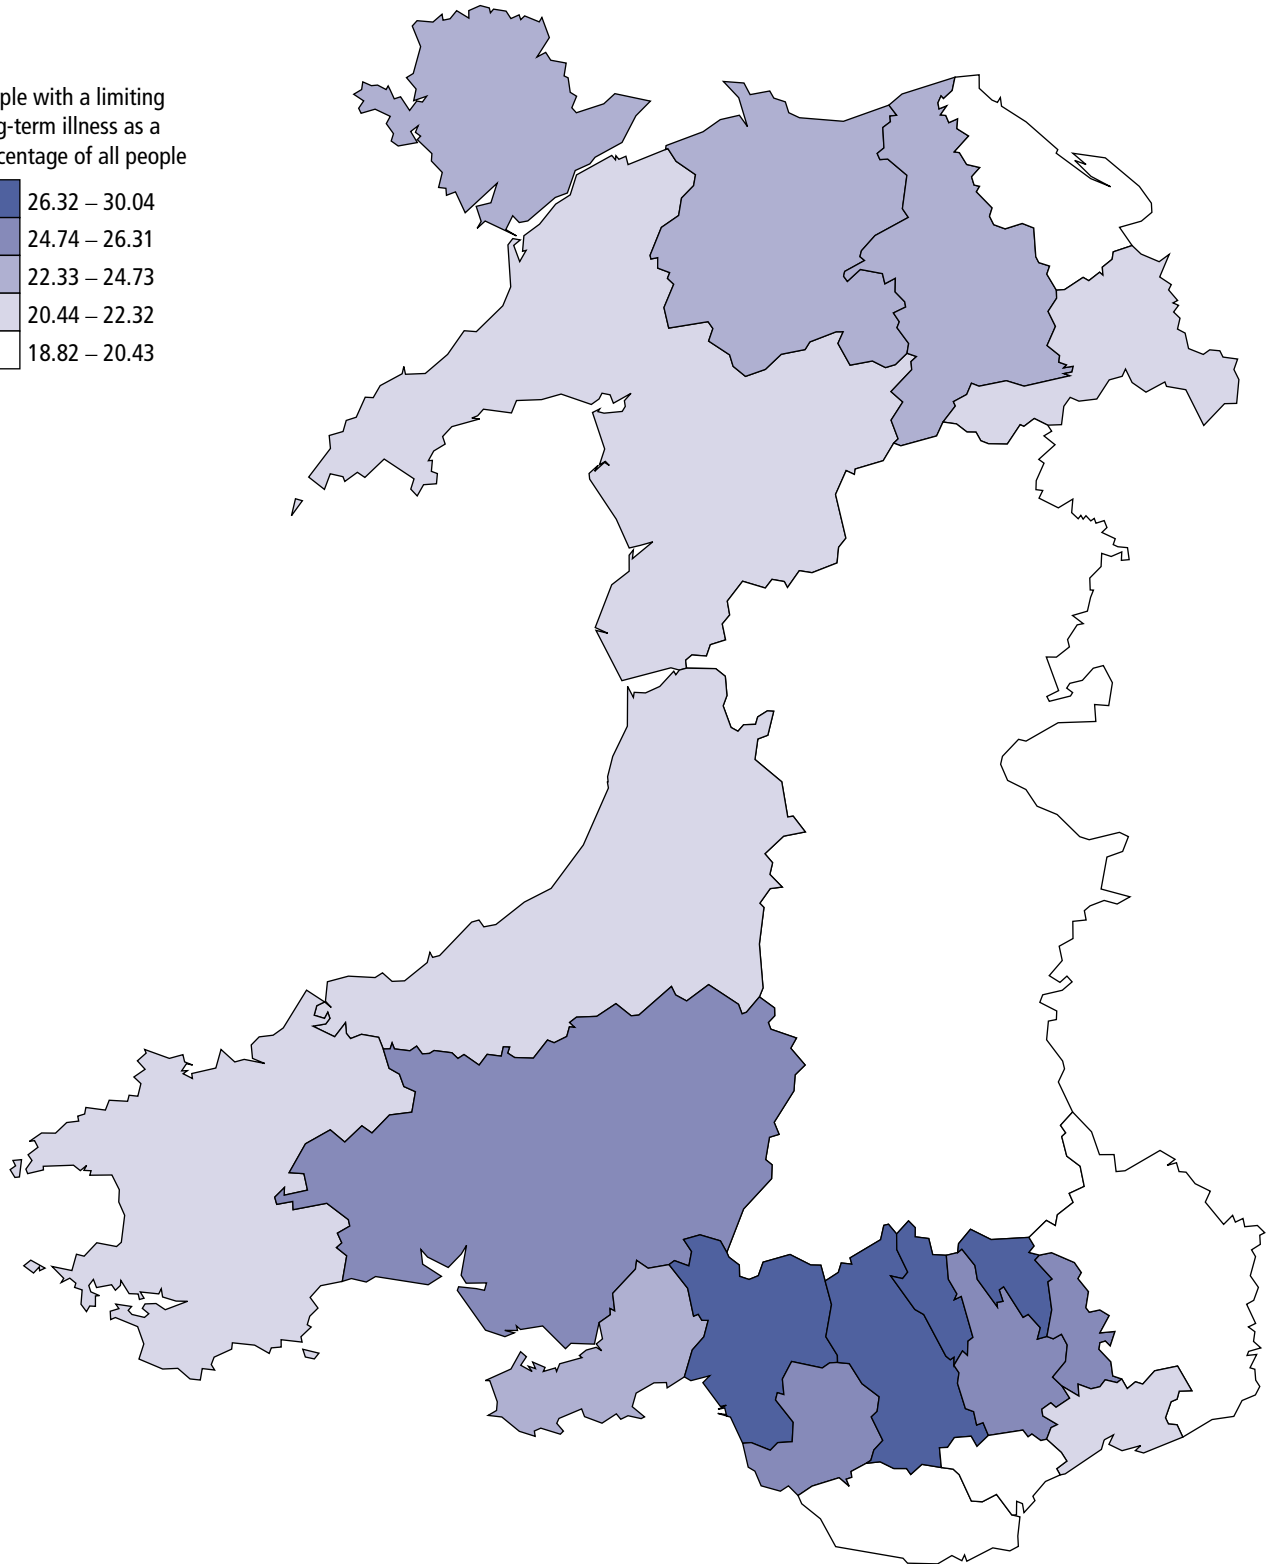 ple with a limiting
g-term illness as a
centage of all people
26.32 – 30.04
24.74 – 26.31
22.33 – 24.73
20.44 – 22.32
18.82 – 20.43